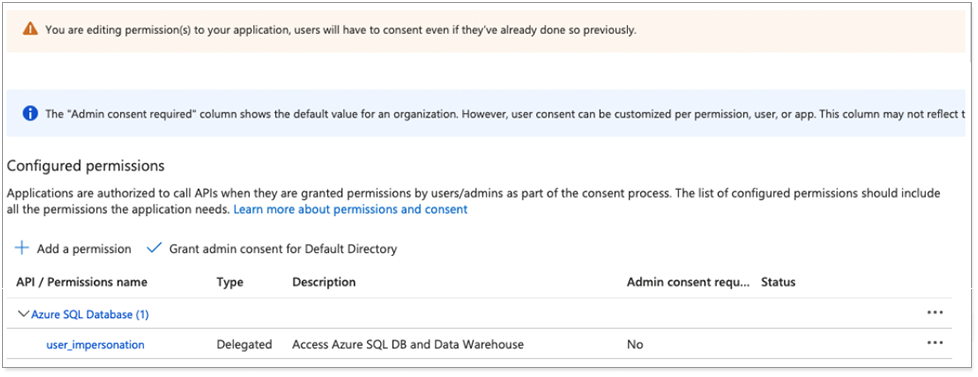 You are editing permission(s) to your application, users will have to consent even if they've already done so previously.
The "Admin consent required" column shows the default value for an organization. However, user consent can be customized per permission, user, or app. This column may not reflect t
Configured permissions
Applications are authorized to call APIs when they are granted permissions by users/admins as part of the consent process. The list of configured permissions should include
all the permissions the application needs. Learn more about permissions and consent
Add a permission Grant admin consent for Default Directory
API / Permissions name Type Description Admin consent requ... Status
Azure SQL Database (1)
user_impersonation Delegated Access Azure SQL DB and Data Warehouse No